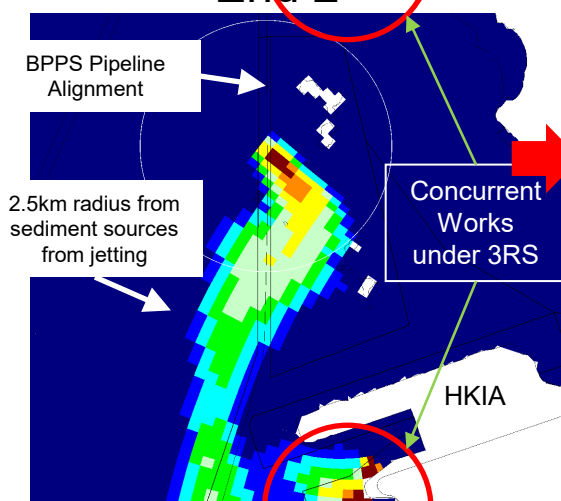 BPPS Pipeline
Alignment
2.5km radius from
sediment sources
from jetting
Concurrent
Works
under 3RS
HKIA